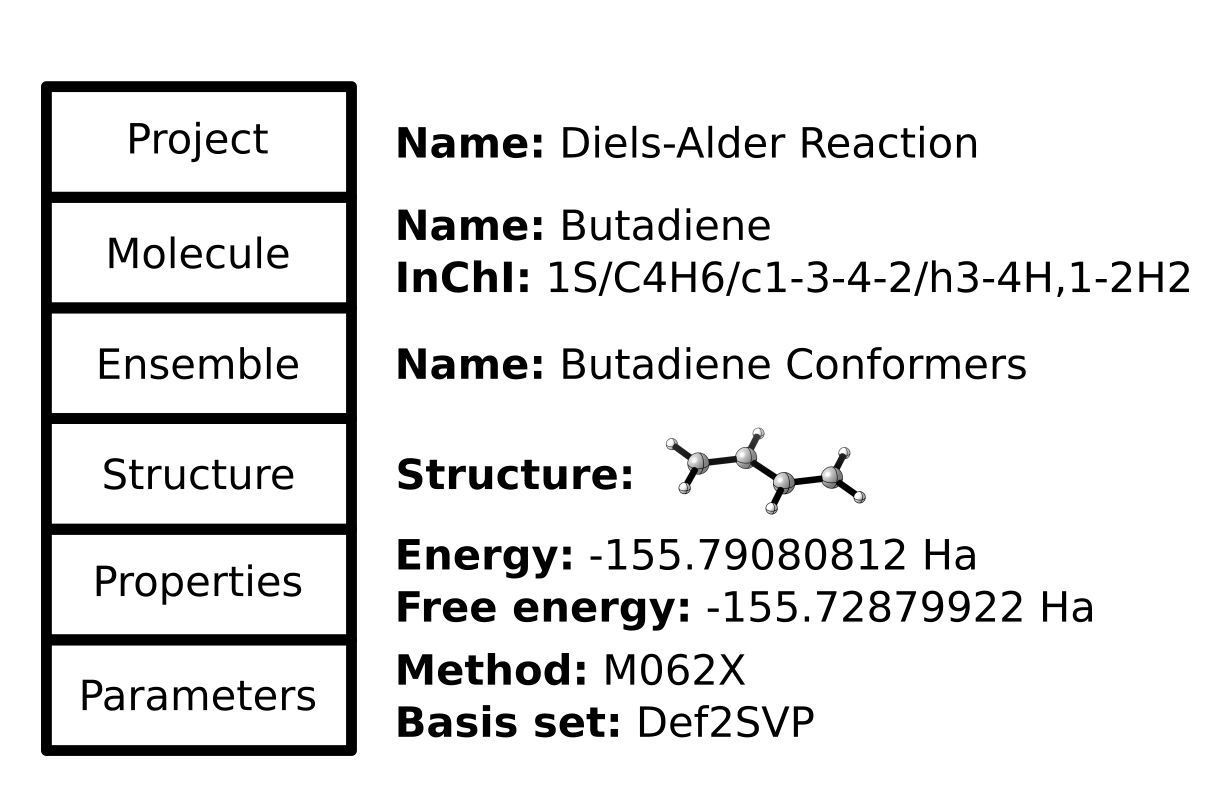 Project
Name: Diels-Alder Reaction
Molecule
Name: Butadiene
InChI: 1S/C4H6/c1-3-4-2/h3-4H,1-2H2
Ensemble
Name: Butadiene Conformers
Structure
Structure:
Properties
Energy: -155.79080812 Ha
Free energy: -155.72879922 Ha
Parameters
Method: M062X
Basis set: Def2SVP